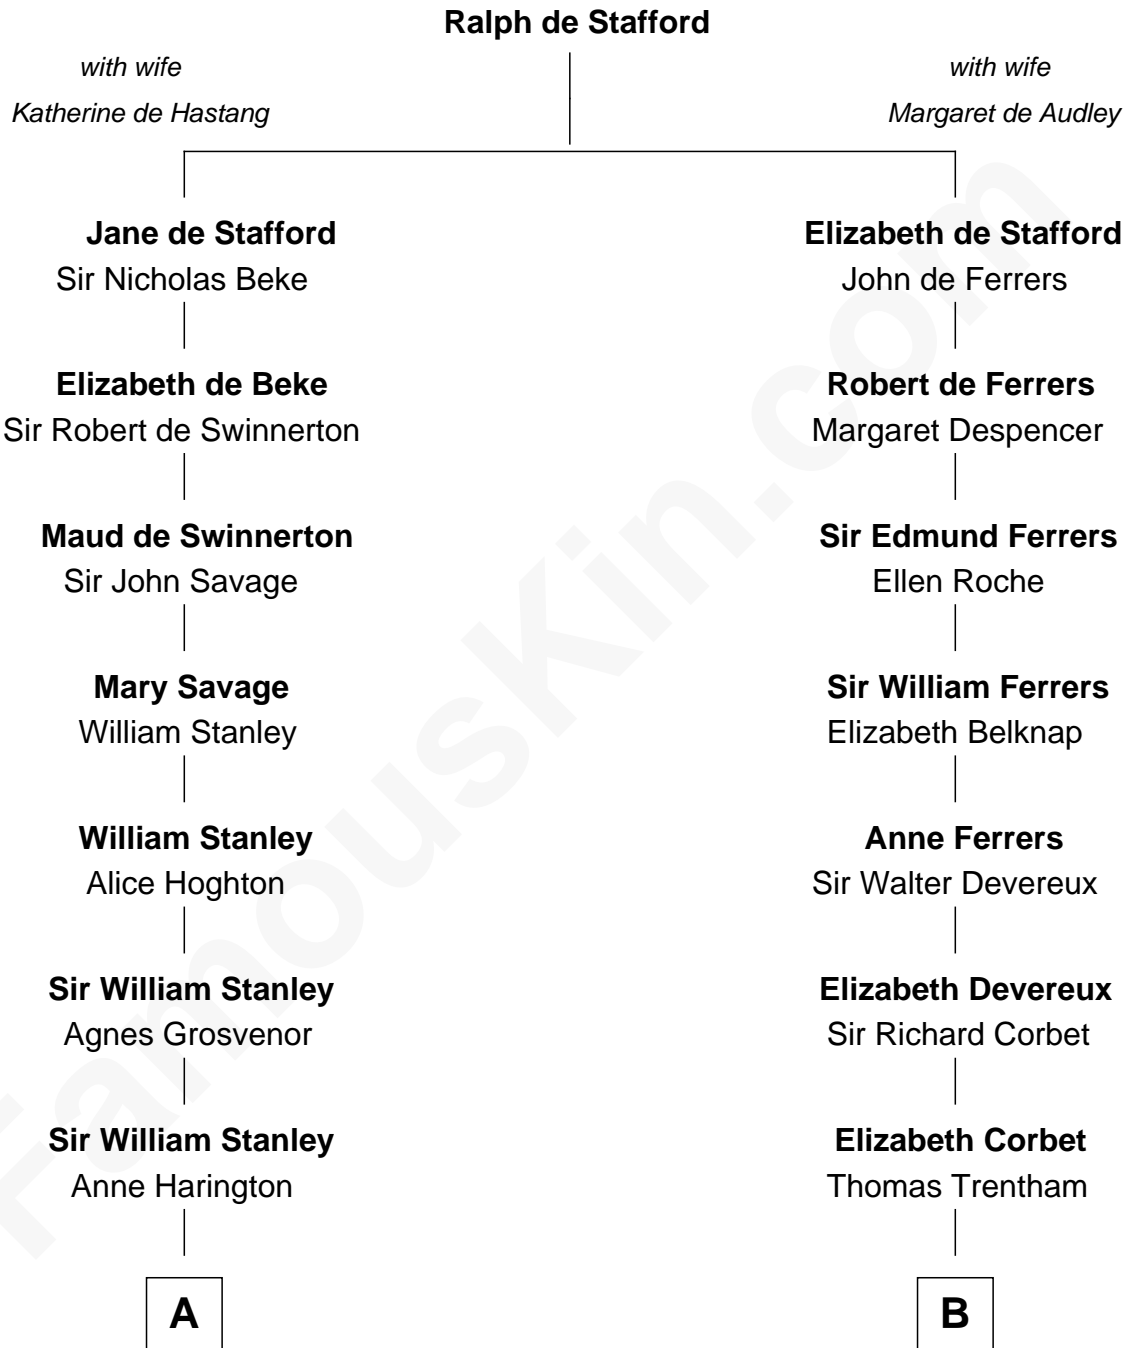 Ralph de Stafford
with wife
Katherine de Hastang
with wife
Margaret de Audley
Jane de Stafford
Sir Nicholas Beke
Elizabeth de Stafford
John de Ferrers
Elizabeth de Beke
Sir Robert de Swinnerton
Robert de Ferrers
Margaret Despencer
Maud de Swinnerton
Sir John Savage
Sir Edmund Ferrers
Ellen Roche
Mary Savage
William Stanley
Sir William Ferrers
Elizabeth Belknap
William Stanley
Alice Hoghton
Anne Ferrers
Sir Walter Devereux
Sir William Stanley
Agnes Grosvenor
Elizabeth Devereux
Sir Richard Corbet
Sir William Stanley
Anne Harington
Elizabeth Corbet
Thomas Trentham
A
B
FamousKin.com